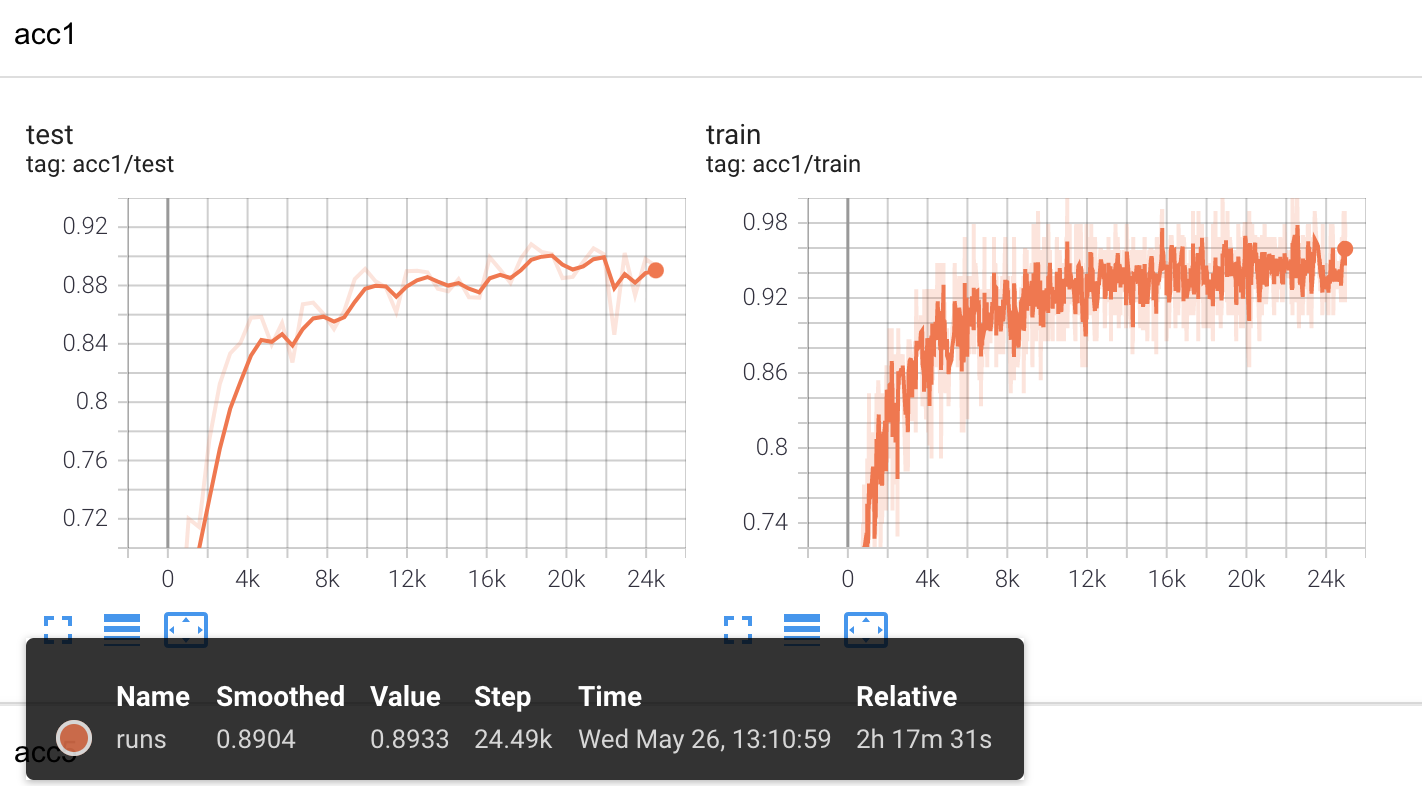 acc1
test
tag: acc1/test
0.92
0.88
0.84
0.8
0.76
0.72
0 4k 8k 12k 16k 20k 24k
train
tag: acc1/train
0.98
0.92
0.86
0.8
0.74
0 4k 8k 12k 16k 20k 24k
Name Smoothed Value Step Time Relative
runs 0.8904 0.8933 24.49k Wed May 26, 13:10:59 2h 17m 31s